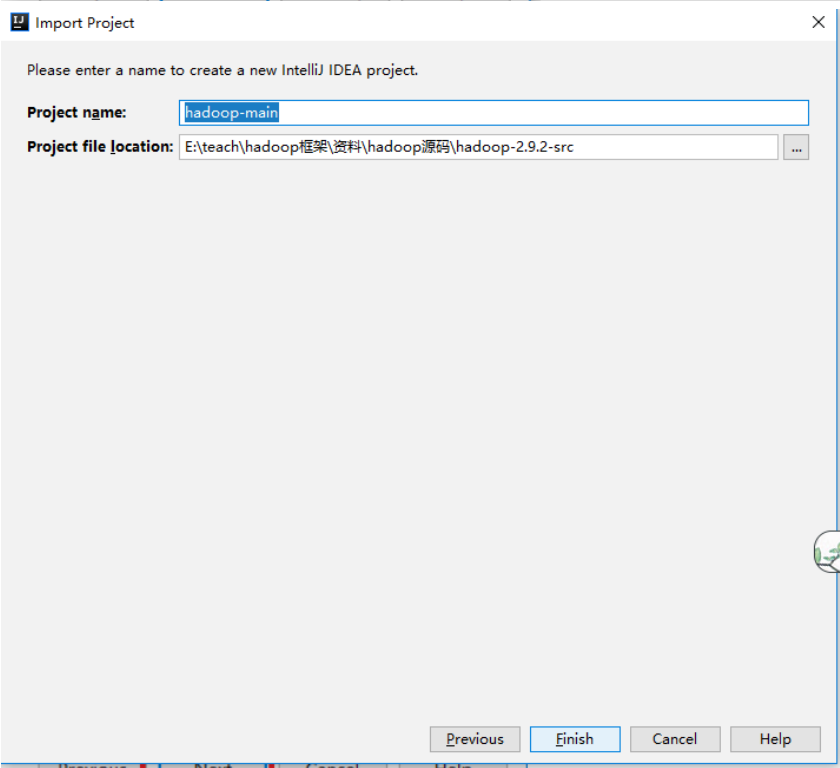 Import Project
Please enter a name to create a new IntelliJ IDEA project.
Project name: hadoop-main
Project file location: E:\teach\hadoop框架\资料\hadoop源码\hadoop-2.9.2-src ...
Previous Finish Cancel Help